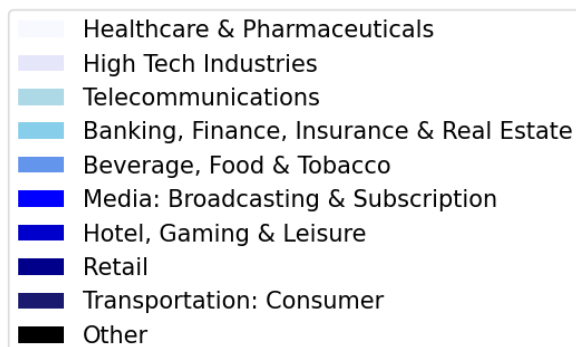 Healthcare & Pharmaceuticals
High Tech Industries
Telecommunications
Banking, Finance, Insurance & Real Estate
Beverage, Food & Tobacco
Media: Broadcasting & Subscription
Hotel, Gaming & Leisure
Retail
Transportation: Consumer
Other